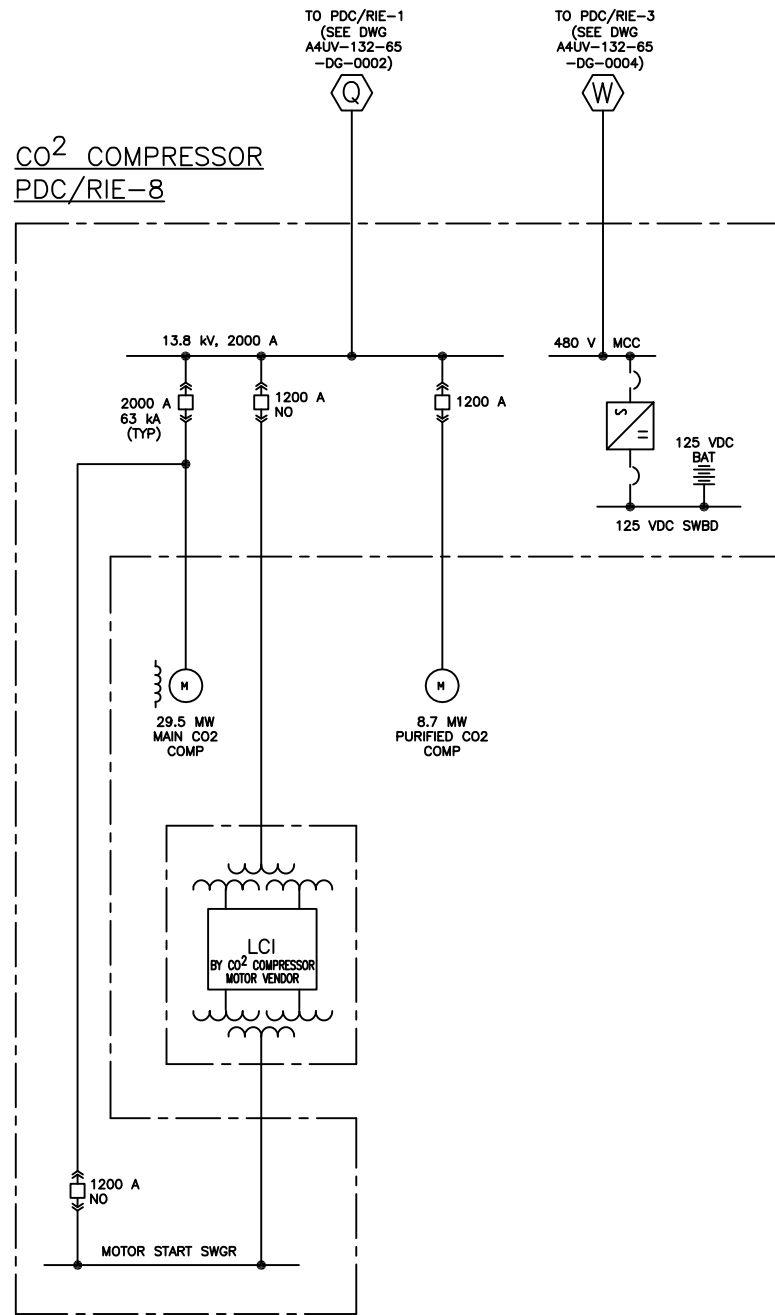 TO PDC/RIE-1
(SEE DWG
A4UV-132-65
-DG-0002)
Q
TO PDC/RIE-3
(SEE DWG
A4UV-132-65
-DG-0004)
W
CO² COMPRESSOR
PDC/RIE-8
13.8 kV, 2000 A
480 V MCC
2000 A
63 kA
(TYP)
1200 A
NO
1200 A
S
125 VDC
BAT
125 VDC SWBD
M
29.5 MW
MAIN CO2
COMP
M
8.7 MW
PURIFIED CO2
COMP
LCI
BY CO² COMPRESSOR
MOTOR VENDOR
1200 A
NO
MOTOR START SWGR